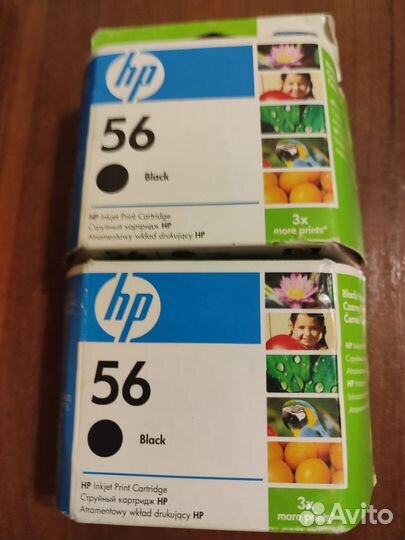 hp
56
Black
HP Inkjet Print Cartridge
Струйный картридж HP
Atramentowy wkład drukujący HP
3x
more prints*
hp
56
Black
HP Inkjet Print Cartridge
Струйный картридж HP
Atramentowy wkład drukujący HP
3x
more prints
Avito